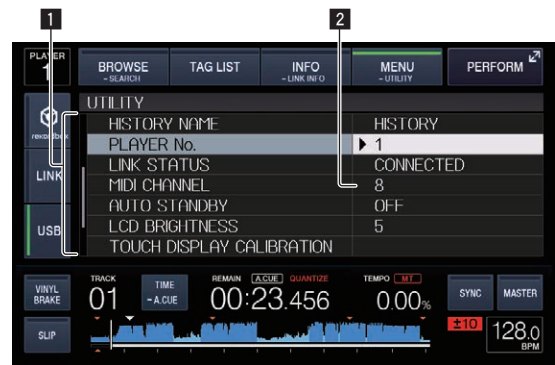 1 2
PLAYER 1
BROWSE
- SEARCH
TAG LIST
INFO
- LINK INFO
MENU
- UTILITY
PERFORM
rekordbox
LINK
USB
UTILITY
HISTORY NAME HISTORY
PLAYER No. 1
LINK STATUS CONNECTED
MIDI CHANNEL 8
AUTO STANDBY OFF
LCD BRIGHTNESS 5
TOUCH DISPLAY CALIBRATION
VINYL BRAKE
SLIP
TRACK
01
TIME
- A.CUE
REMAIN A.CUE QUANTIZE
00:23.456
TEMPO MT
0.00%
SYNC
MASTER
±10
128.0
BPM